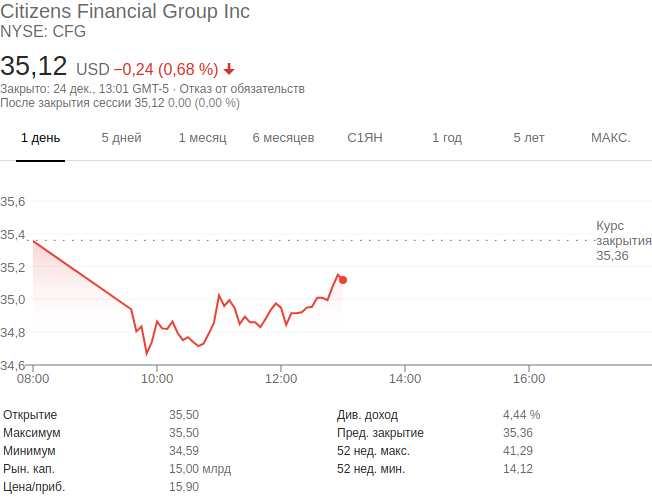 Citizens Financial Group Inc
NYSE: CFG
35,12 USD −0,24 (0,68 %)
Закрыто: 24 дек., 13:01 GMT-5 · Отказ от обязательств
После закрытия сессии 35,12 0,00 (0,00 %)
1 день 5 дней 1 месяц 6 месяцев С1ЯН 1 год 5 лет МАКС.
35,6
35,4
35,2
35,0
34,8
34,6
Курс
закрытия
35,36
08:00 10:00 12:00 14:00 16:00
Открытие 35,50 Див. доход 4,44 %
Максимум 35,50 Пред. закрытие 35,36
Минимум 34,59 52 нед. макс. 41,29
Рын. кап. 15,00 млрд 52 нед. мин. 14,12
Цена/приб. 15,90